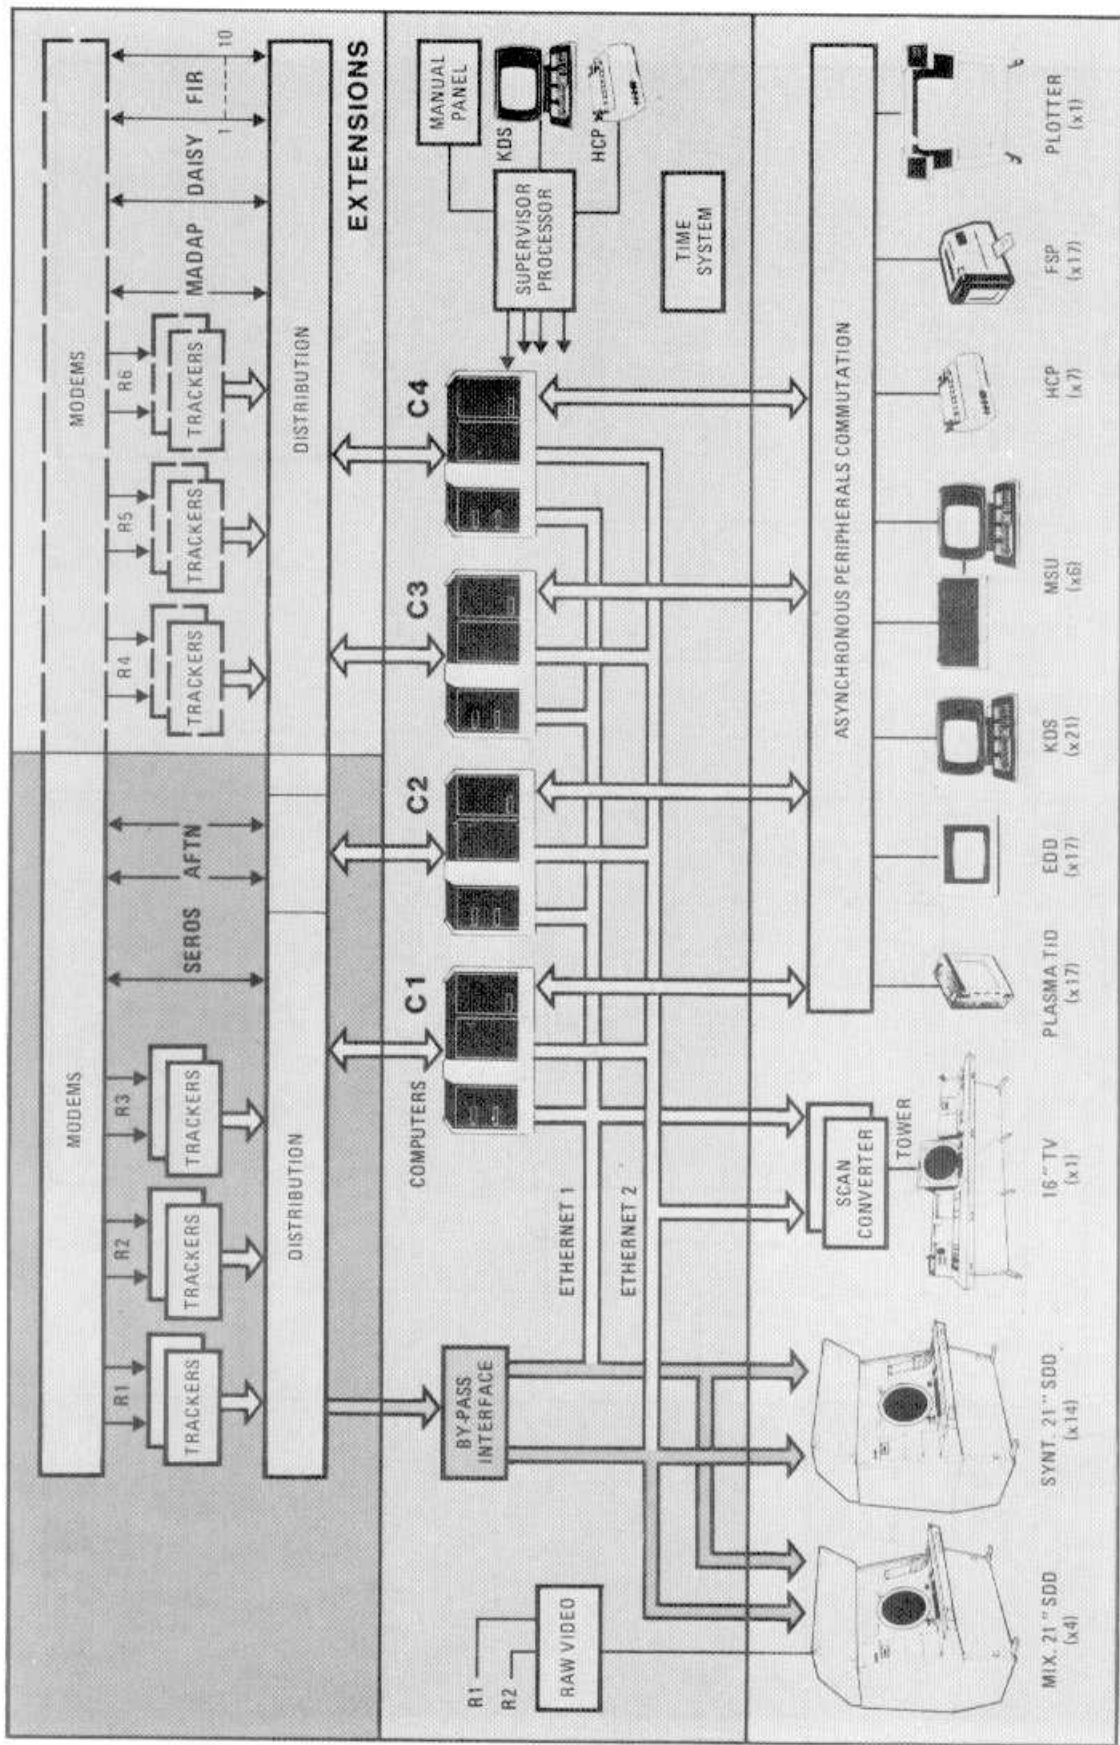 MODEMS
MODEMS
R1
R2
R3
SEROS
AFTN
R4
R5
R6
MADAP
DAISY
FIR
1
10
TRACKERS
TRACKERS
TRACKERS
TRACKERS
TRACKERS
TRACKERS
DISTRIBUTION
DISTRIBUTION
EXTENSIONS
COMPUTERS
C1
C2
C3
C4
MANUAL
PANEL
KDS
HCP
SUPERVISOR
PROCESSOR
TIME
SYSTEM
BY-PASS
INTERFACE
ETHERNET 1
ETHERNET 2
R1
R2
RAW VIDEO
SCAN
CONVERTER
TOWER
ASYNCHRONOUS PERIPHERALS COMMUTATION
MIX. 21" SDD
(x4)
SYNT. 21" SDD
(x14)
16" TV
(x1)
PLASMA TID
(x17)
EDD
(x17)
KDS
(x21)
MSU
(x6)
HCP
(x7)
FSP
(x17)
PLOTTER
(x1)